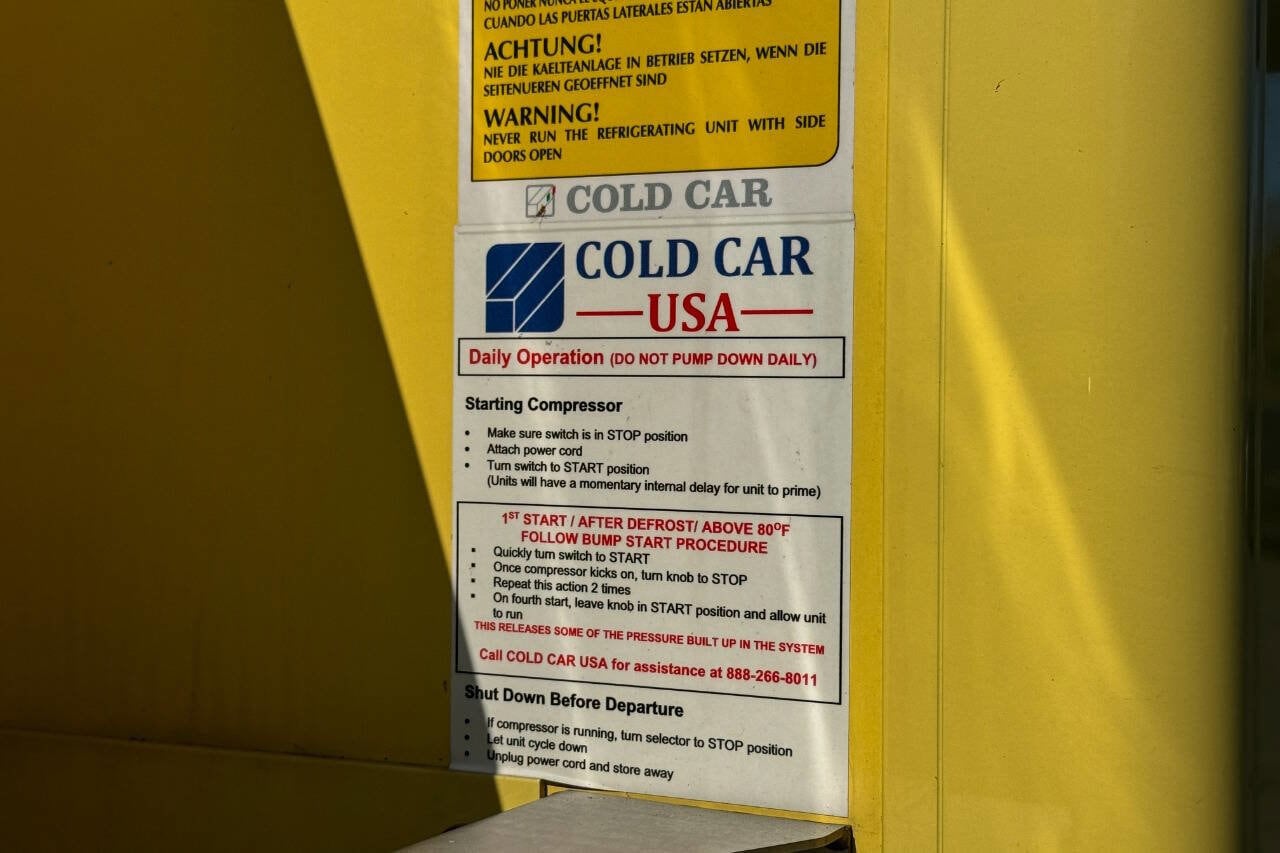 NO PONER NUNCA
CUANDO LAS PUERTAS LATERALES ESTAN ABIERTAS
ACHTUNG!
NIE DIE KAELTEANLAGE IN BETRIEB SETZEN, WENN DIE
SEITENUEREN GEOEFFNET SIND
WARNING!
NEVER RUN THE REFRIGERATING UNIT WITH SIDE
DOORS OPEN
COLD CAR
COLD CAR
USA
Daily Operation (DO NOT PUMP DOWN DAILY)
Starting Compressor
• Make sure switch is in STOP position
• Attach power cord
• Turn switch to START position
(Units will have a momentary internal delay for unit to prime)
1ST START / AFTER DEFROST/ ABOVE 80ºF
FOLLOW BUMP START PROCEDURE
▪ Quickly turn switch to START
▪ Once compressor kicks on, turn knob to STOP
▪ Repeat this action 2 times
▪ On fourth start, leave knob in START position and allow unit
to run
THIS RELEASES SOME OF THE PRESSURE BUILT UP IN THE SYSTEM
Call COLD CAR USA for assistance at 888-266-8011
Shut Down Before Departure
• If compressor is running, turn selector to STOP position
• Let unit cycle down
• Unplug power cord and store away